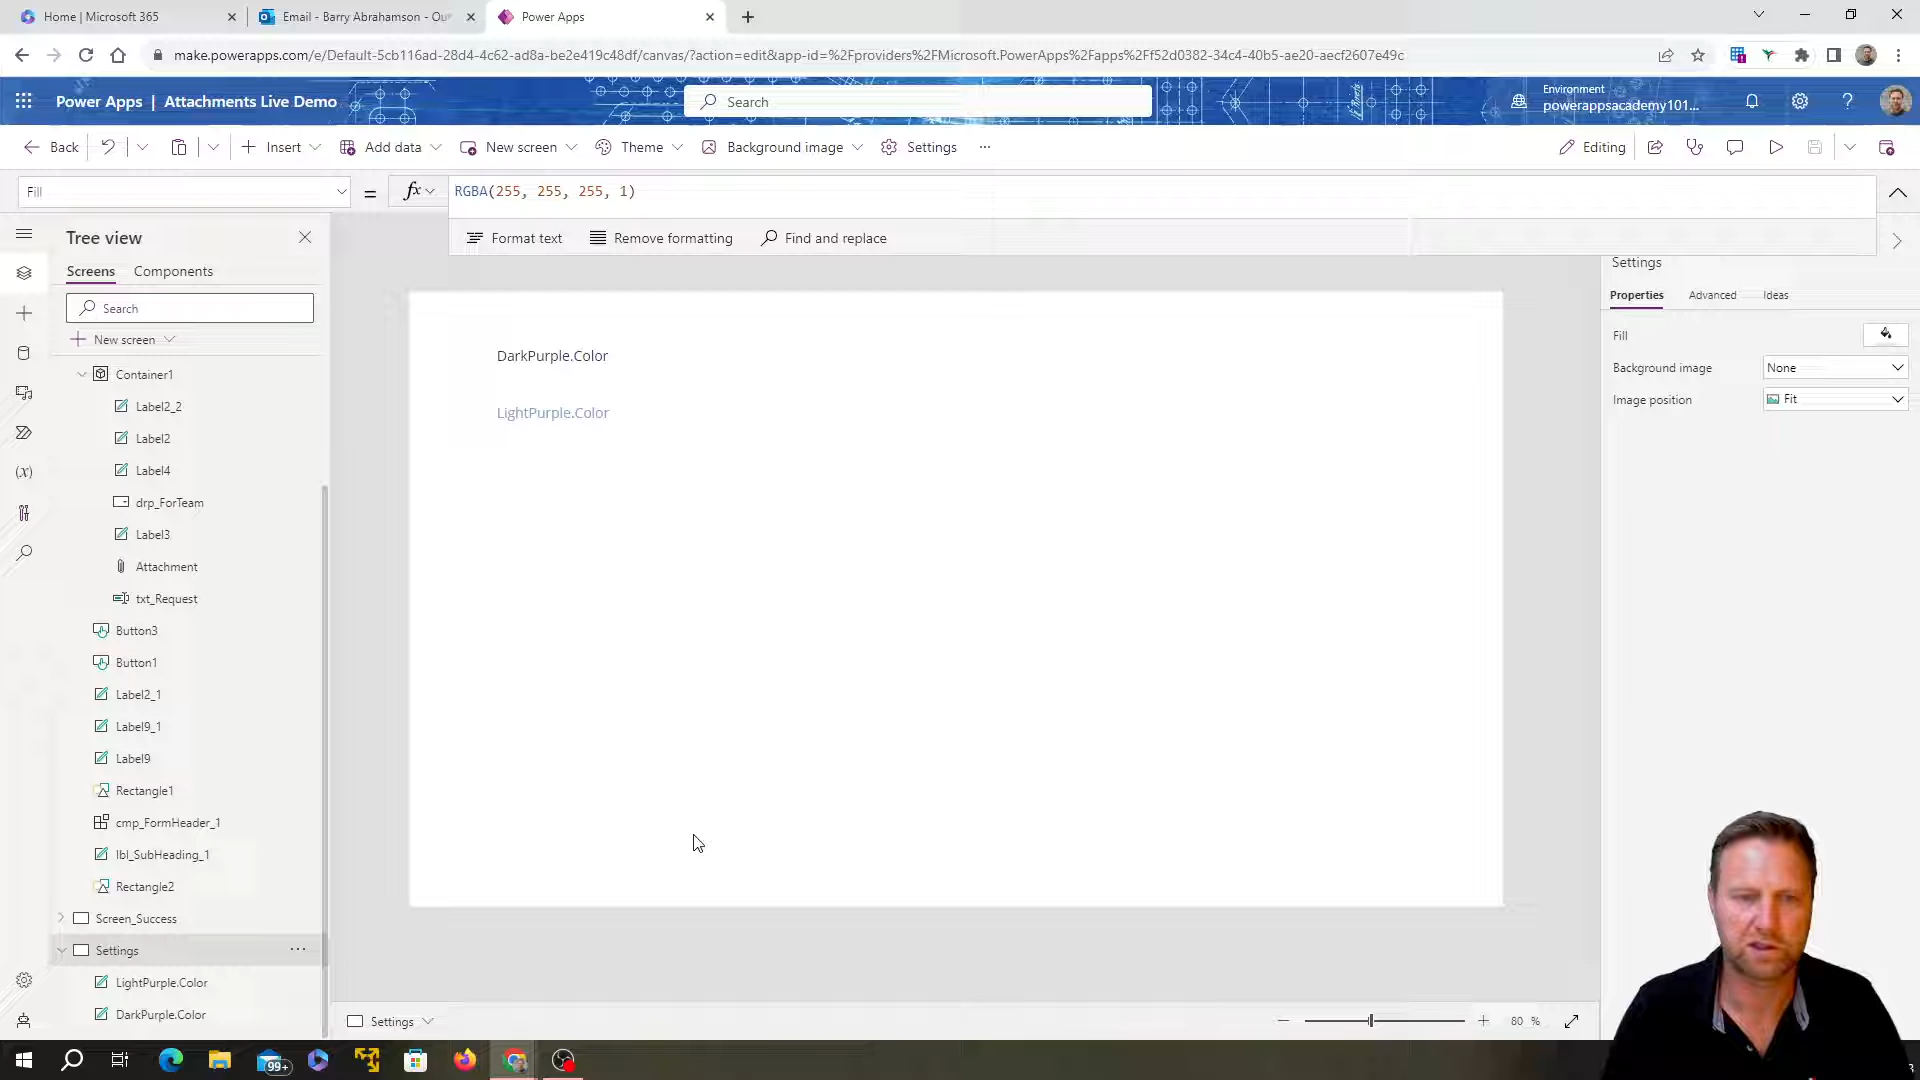 Home | Microsoft 365
Email - Barry Abrahamson - Ou
Power Apps
make.powerapps.com/e/Default-5cb116ad-28d4-4c62-ad8a-be2e419c48df/canvas/?action=edit&app-id=%2Fproviders%2FMicrosoft.PowerApps%2Fapps%2Ff52d0382-34c4-40b5-ae20-aecf2607e49c
Power Apps | Attachments Live Demo
Search
Environment
powerappsacademy101...
Back
Insert
Add data
New screen
Theme
Background image
Settings
Editing
Fill
=
fx
RGBA(255, 255, 255, 1)
Format text
Remove formatting
Find and replace
Tree view
Screens
Components
Search
New screen
Container1
Label2_2
Label2
Label4
drp_ForTeam
Label3
Attachment
txt_Request
Button3
Button1
Label2_1
Label9_1
Label9
Rectangle1
cmp_FormHeader_1
lbl_SubHeading_1
Rectangle2
Screen_Success
Settings
LightPurple.Color
DarkPurple.Color
DarkPurple.Color
LightPurple.Color
Settings
Properties
Advanced
Ideas
Fill
Background image
None
Image position
Fit
Settings
80 %
99+